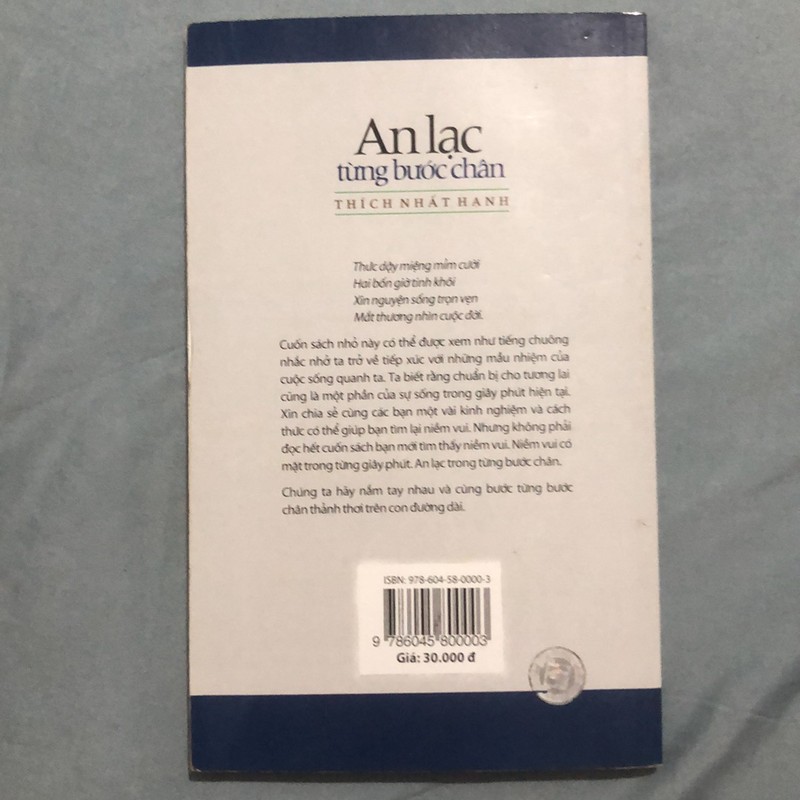 An lạc
từng bước chân
THÍCH NHẤT HẠNH
Thức dậy miệng mỉm cười
Hai bốn giờ tinh khôi
Xin nguyện sống trọn vẹn
Mắt thương nhìn cuộc đời.
Cuốn sách nhỏ này có thể được xem như tiếng chuông
nhắc nhở ta trở về tiếp xúc với những mầu nhiệm của
cuộc sống quanh ta. Ta biết rằng chuẩn bị cho tương lai
cũng là một phần của sự sống trong giây phút hiện tại.
Xin chia sẻ cùng các bạn một vài kinh nghiệm và cách
thức có thể giúp bạn tìm lại niềm vui. Nhưng không phải
đọc hết cuốn sách bạn mới tìm thấy niềm vui. Niềm vui có
mặt trong từng giây phút. An lạc trong từng bước chân.
Chúng ta hãy nắm tay nhau và cùng bước từng bước
chân thảnh thơi trên con đường dài.
ISBN: 978-604-58-0000-3
9 786045 800003
Giá: 30.000 đ